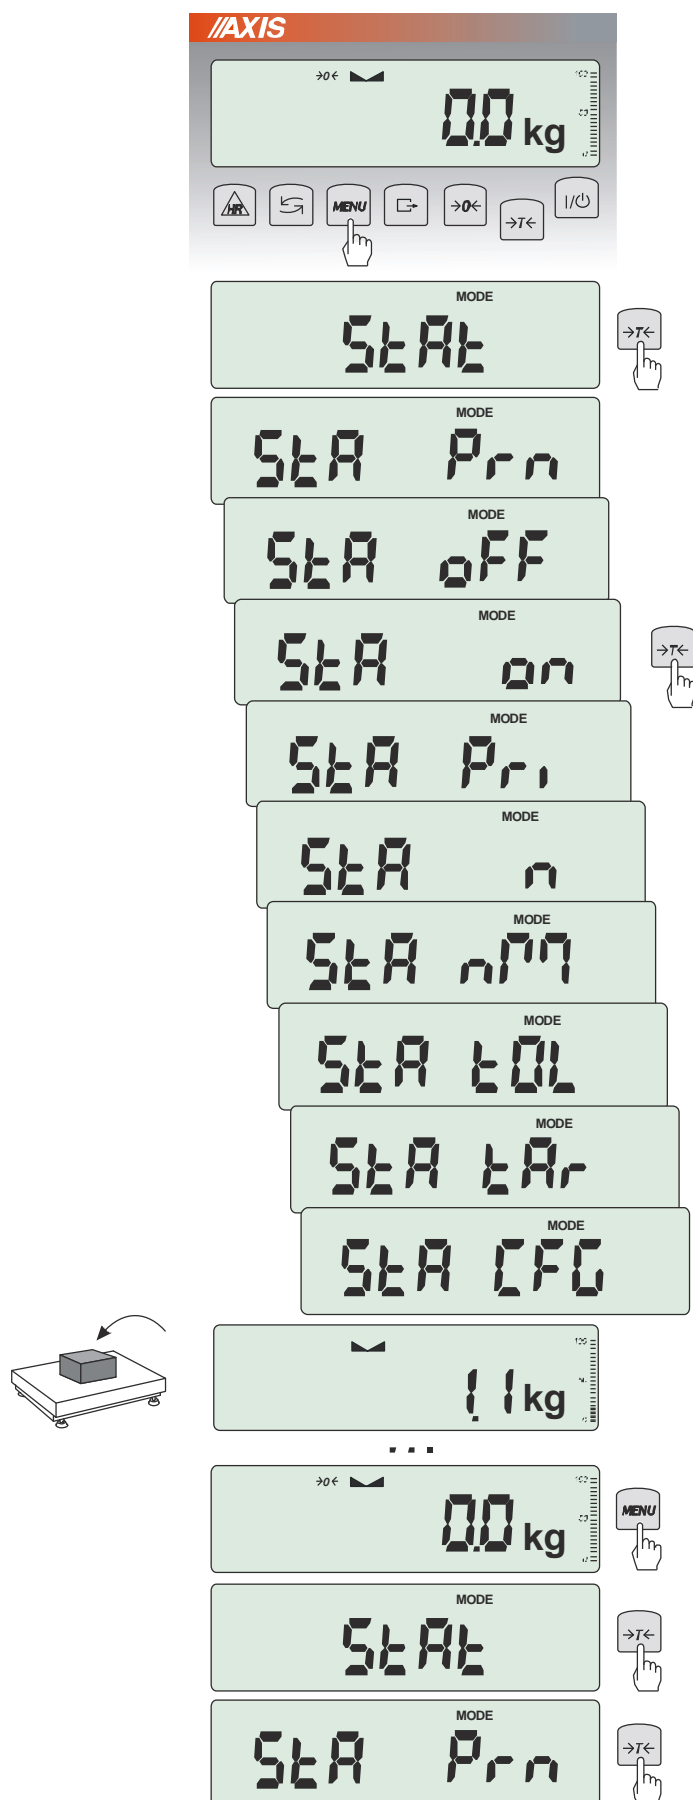 //AXIS
→0←
0.0 kg
HR
MENU
→0←
→T←
I/
MODE
StAt
→T←
MODE
StA Prn
MODE
StA oFF
MODE
StA on
→T←
MODE
StA Pri
MODE
StA n
MODE
StA nM
MODE
StA tOL
MODE
StA tAr
MODE
StA CFG
1.1 kg
...
→0←
0.0 kg
MENU
MODE
StAt
→T←
MODE
StA Prn
→T←